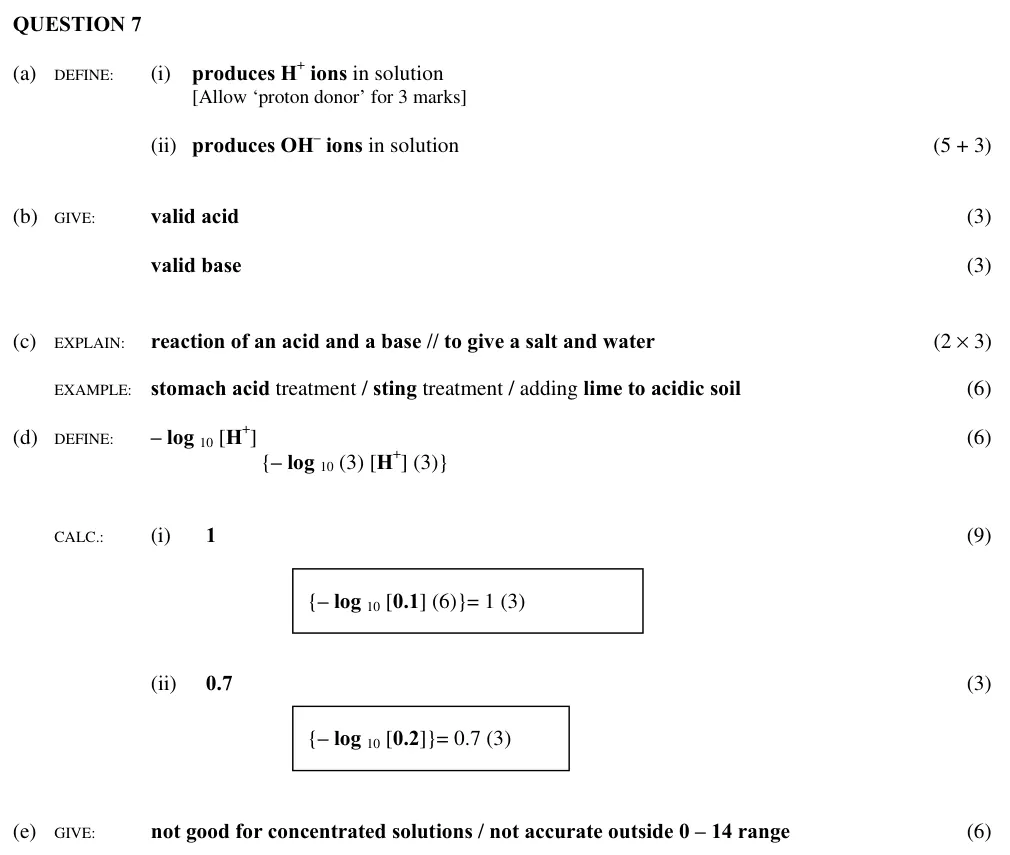 QUESTION 7
(a) DEFINE: (i) produces H⁺ ions in solution
[Allow ‘proton donor’ for 3 marks]
(ii) produces OH⁻ ions in solution (5 + 3)
(b) GIVE: valid acid (3)
valid base (3)
(c) EXPLAIN: reaction of an acid and a base // to give a salt and water (2 × 3)
EXAMPLE: stomach acid treatment / sting treatment / adding lime to acidic soil (6)
(d) DEFINE: – log ₁₀ [H⁺] (6)
{– log ₁₀ (3) [H⁺] (3)}
CALC.: (i) 1 (9)
{– log ₁₀ [0.1] (6)}= 1 (3)
(ii) 0.7 (3)
{– log ₁₀ [0.2]}= 0.7 (3)
(e) GIVE: not good for concentrated solutions / not accurate outside 0 – 14 range (6)